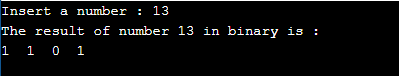 Insert a number : 13
The result of number 13 in binary is :
1  1  0  1